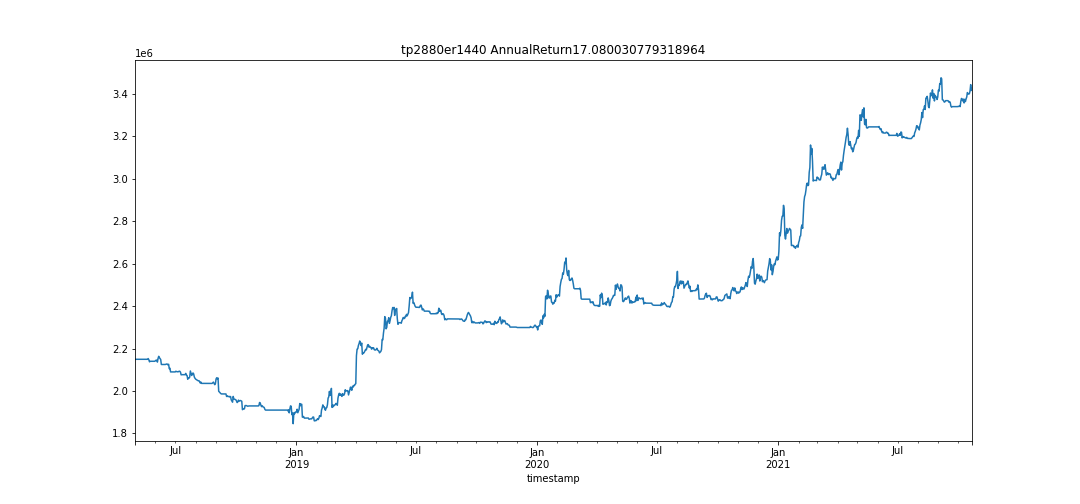 tp2880er1440 AnnualReturn17.080030779318964
1e6
3.4
3.2
3.0
2.8
2.6
2.4
2.2
2.0
1.8
Jul
Jan
2019
Jul
Jan
2020
Jul
Jan
2021
Jul
timestamp